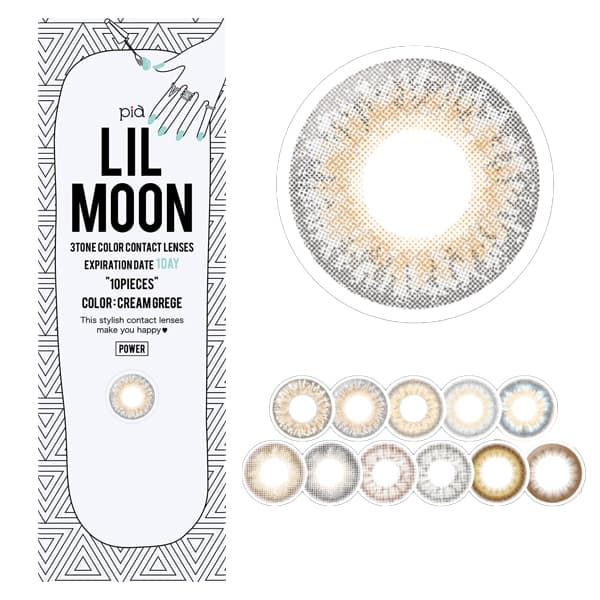 pià
LIL
MOON
3TONE COLOR CONTACT LENSES
EXPIRATION DATE 1DAY
"10PIECES"
COLOR : CREAM GREGE
This stylish contact lenses
make you happy♥
POWER